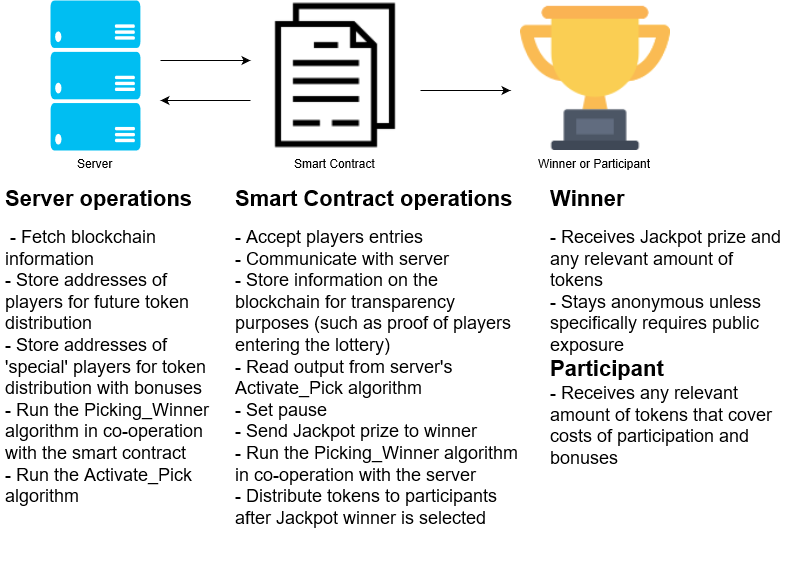 Server
Smart Contract
Winner or Participant
Server operations
- Fetch blockchain
information
- Store addresses of
players for future token
distribution
- Store addresses of
'special' players for token
distribution with bonuses
- Run the Picking_Winner
algorithm in co-operation
with the smart contract
- Run the Activate_Pick
algorithm
Smart Contract operations
- Accept players entries
- Communicate with server
- Store information on the
blockchain for transparency
purposes (such as proof of players
entering the lottery)
- Read output from server's
Activate_Pick algorithm
- Set pause
- Send Jackpot prize to winner
- Run the Picking_Winner algorithm
in co-operation with the server
- Distribute tokens to participants
after Jackpot winner is selected
Winner
- Receives Jackpot prize and
any relevant amount of
tokens
- Stays anonymous unless
specifically requires public
exposure
Participant
- Receives any relevant
amount of tokens that cover
costs of participation and
bonuses